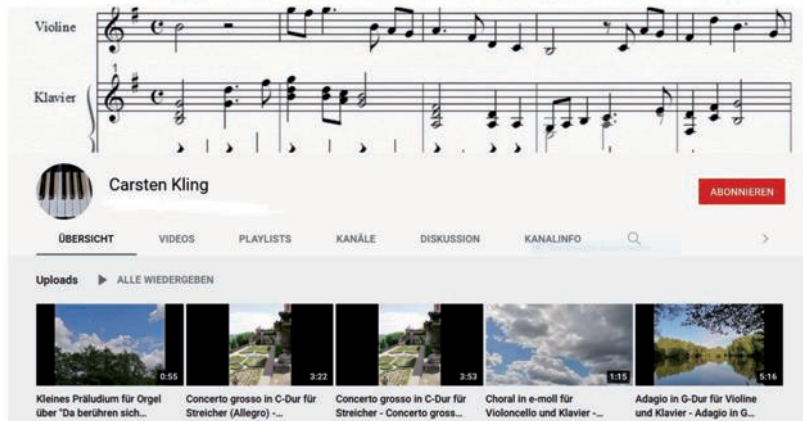 Violine
1
Klavier
Carsten Kling
ABONNIEREN
ÜBERSICHT VIDEOS PLAYLISTS KANÄLE DISKUSSION KANALINFO
Uploads ALLE WIEDERGEBEN
0:55 3:22 3:53 1:15 5:16
Kleines Präludium für Orgel
über "Da berühren sich...
Concerto grosso in C-Dur für
Streicher (Allegro) -...
Concerto grosso in C-Dur für
Streicher - Concerto gross...
Choral in e-moll für
Violoncello und Klavier -...
Adagio in G-Dur für Violine
und Klavier - Adagio in G...